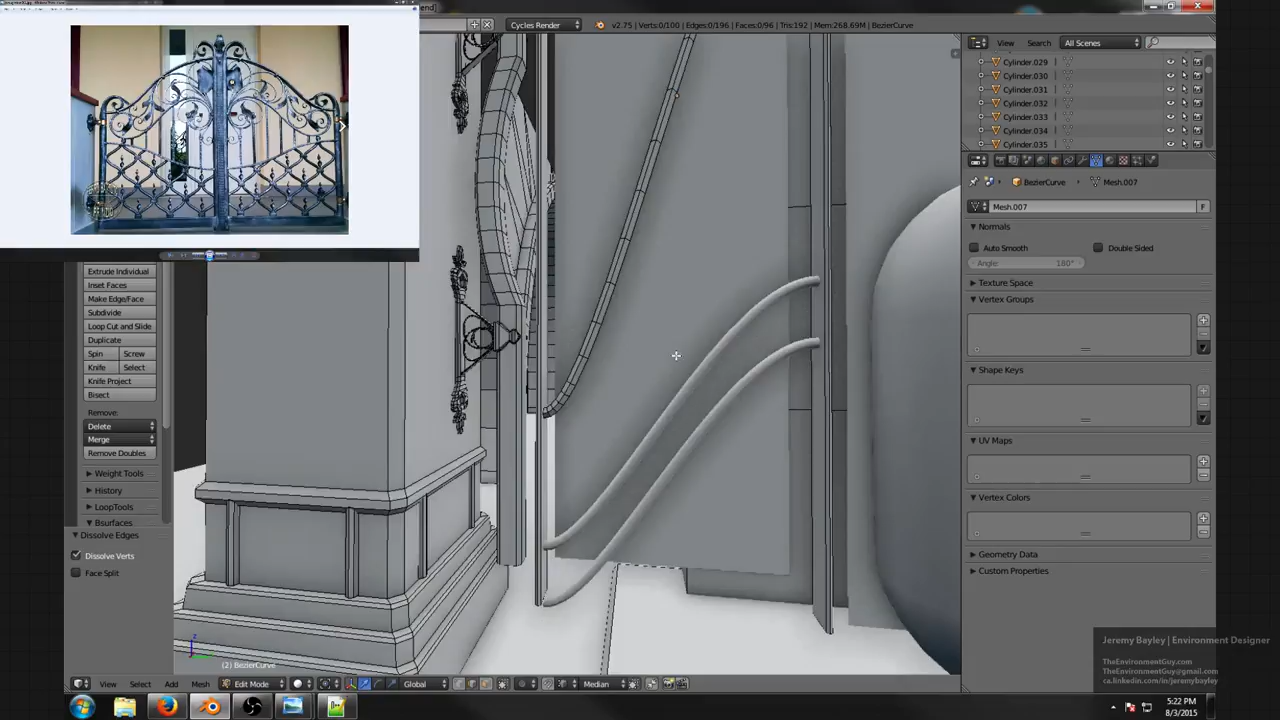 end]
Cycles Render
v2.75 | Verts:0/100 | Edges:0/196 | Faces:0/96 | Tris:192 | Mem:268.69M | BezierCurve
View
Search
All Scenes
Cylinder.029
Cylinder.030
Cylinder.031
Cylinder.032
Cylinder.033
Cylinder.034
Cylinder.035
BezierCurve
Mesh.007
Mesh.007
F
Normals
Auto Smooth
Double Sided
Angle:
180°
Texture Space
Vertex Groups
Shape Keys
UV Maps
Vertex Colors
Geometry Data
Custom Properties
Extrude Individual
Inset Faces
Make Edge/Face
Subdivide
Loop Cut and Slide
Duplicate
Spin
Screw
Knife
Select
Knife Project
Bisect
Remove:
Delete
Merge
Remove Doubles
Weight Tools
History
LoopTools
Bsurfaces
Dissolve Edges
Dissolve Verts
Face Split
(2) BezierCurve
View
Select
Add
Mesh
Edit Mode
Global
Median
Jeremy Bayley | Environment Designer
TheEnvironmentGuy.com
TheEnvironmentGuy@gmail.com
ca.linkedin.com/in/jeremybayley
5:22 PM
8/3/2015